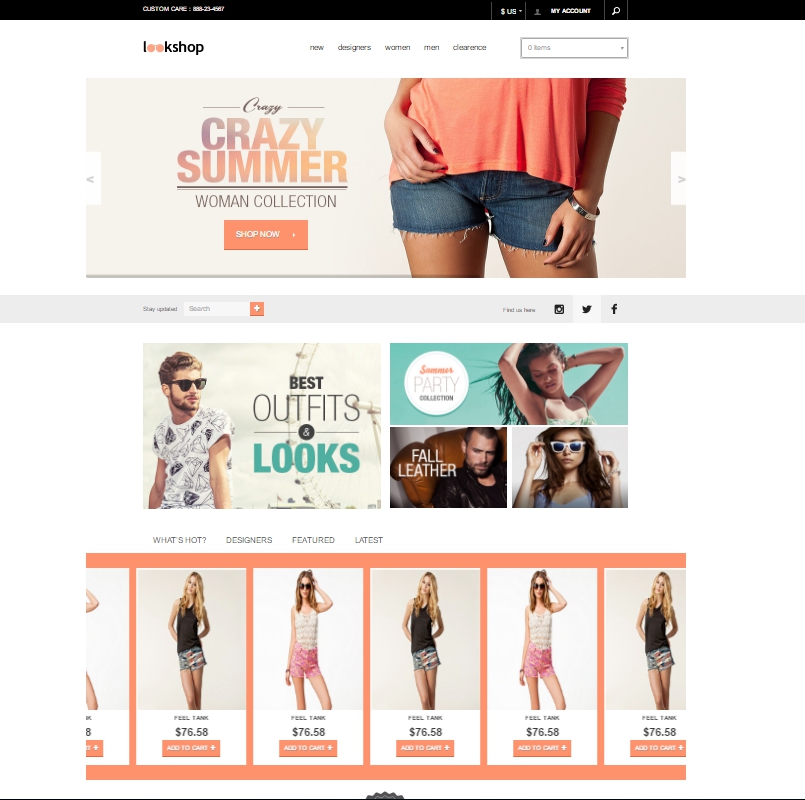 CUSTOM CARE : 888-23-4567
$ US
MY ACCOUNT
lookshop
new designers women men clearence
0 items
Crazy
CRAZY
SUMMER
WOMAN COLLECTION
SHOP NOW
<
>
Stay updated
Search
Find us here
BEST
OUTFITS
&
LOOKS
Summer
PARTY
COLLECTION
FALL
LEATHER
WHAT'S HOT? DESIGNERS FEATURED LATEST
FEEL TANK FEEL TANK FEEL TANK FEEL TANK FEEL TANK
$76.58 $76.58 $76.58 $76.58 $76.58
ADD TO CART + ADD TO CART + ADD TO CART + ADD TO CART + ADD TO CART +